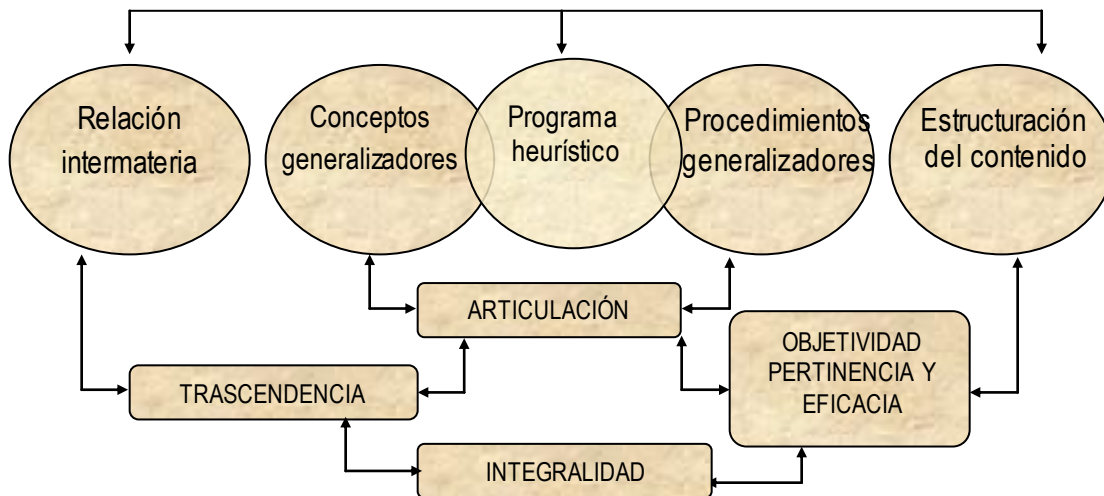 Relación
intermateria
Conceptos
generalizadores
Programa
heurístico
Procedimientos
generalizadores
Estructuración
del contenido
ARTICULACIÓN
OBJETIVIDAD
PERTINENCIA Y
EFICACIA
TRASCENDENCIA
INTEGRALIDAD